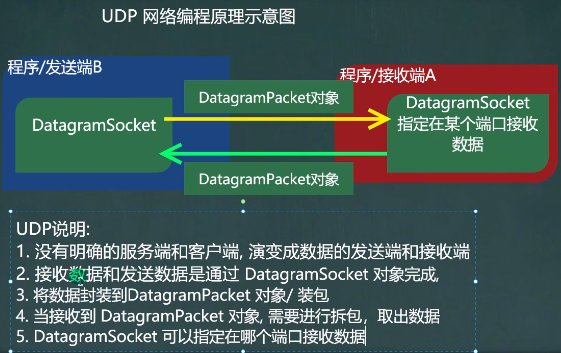 UDP 网络编程原理示意图
程序/发送端B
程序/接收端A
DatagramPacket对象
DatagramSocket
DatagramSocket
指定在某个端口接收
数据
DatagramPacket对象
UDP说明:
1. 没有明确的服务端和客户端, 演变成数据的发送端和接收端
2. 接收数据和发送数据是通过 DatagramSocket 对象完成,
3. 将数据封装到DatagramPacket 对象/ 装包
4. 当接收到 DatagramPacket 对象, 需要进行拆包，取出数据
5. DatagramSocket 可以指定在哪个端口接收数据